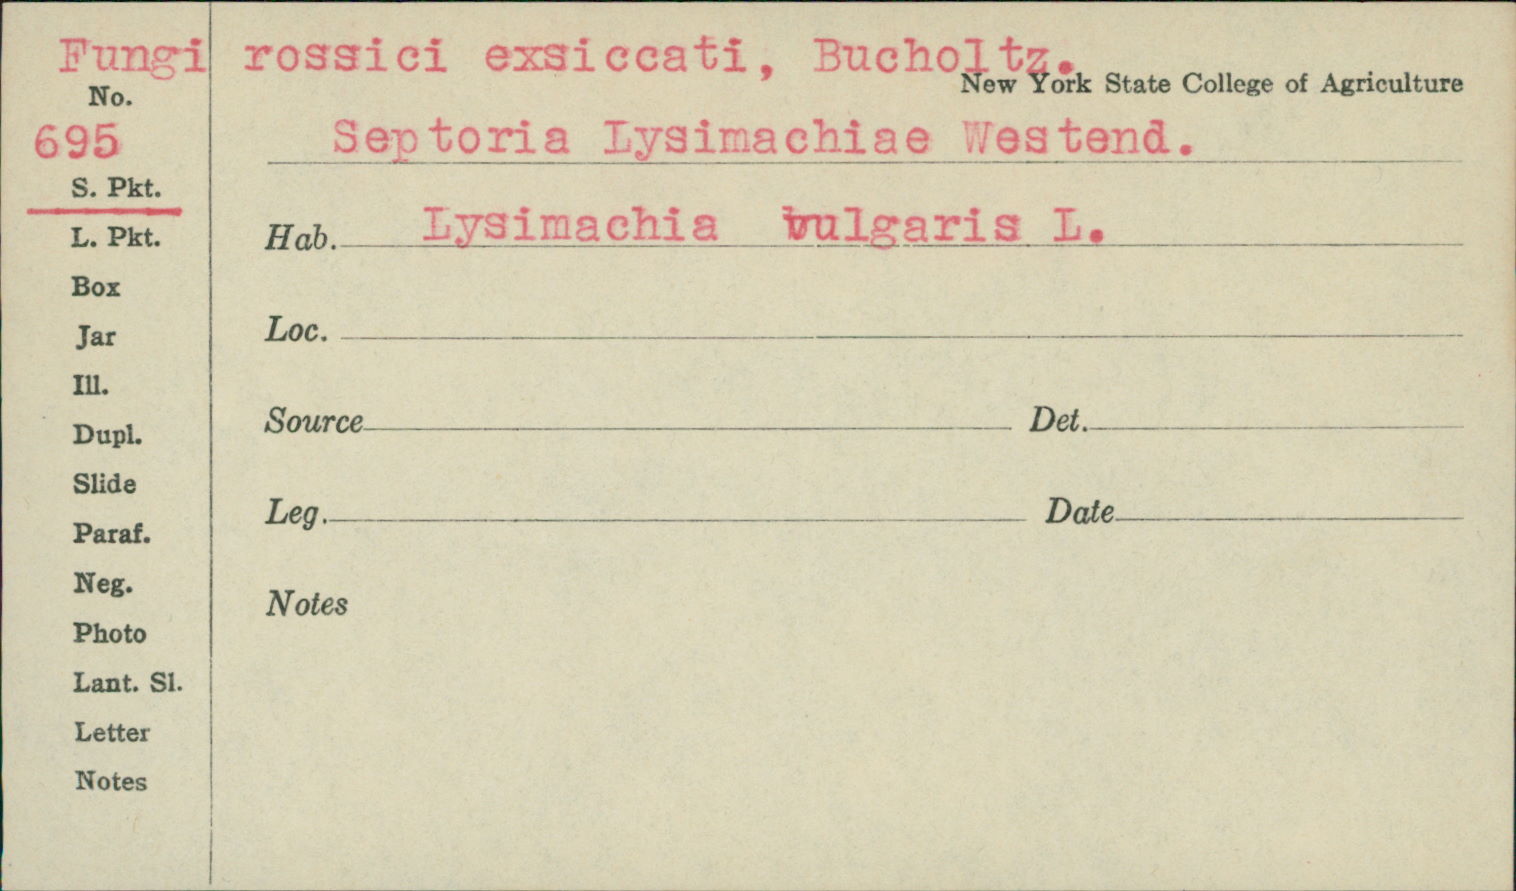 Fungi rossici exsiccati, Bucholtz.
New York State College of Agriculture
No.
695
Septoria Lysimachiae Westend.
S. Pkt.
L. Pkt.
Hab. Lysimachia vulgaris L.
Box
Jar
Loc.
Ill.
Dupl.
Source Det.
Slide
Paraf.
Leg. Date
Neg.
Notes
Photo
Lant. Sl.
Letter
Notes